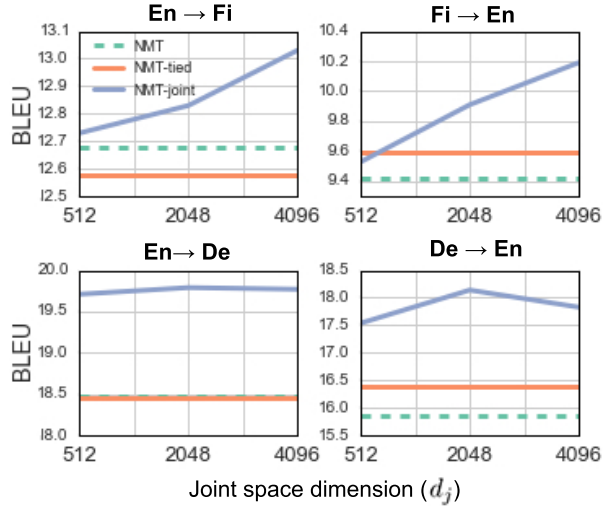 En → Fi
13.1
13.0
12.9
12.8
12.7
12.6
12.5
BLEU
NMT
NMT-tied
NMT-joint
512 2048 4096
Fi → En
10.4
10.2
10.0
9.8
9.6
9.4
512 2048 4096
En→ De
20.0
19.5
19.0
18.5
18.0
BLEU
512 2048 4096
De → En
18.5
18.0
17.5
17.0
16.5
16.0
15.5
512 2048 4096
Joint space dimension (d_j)